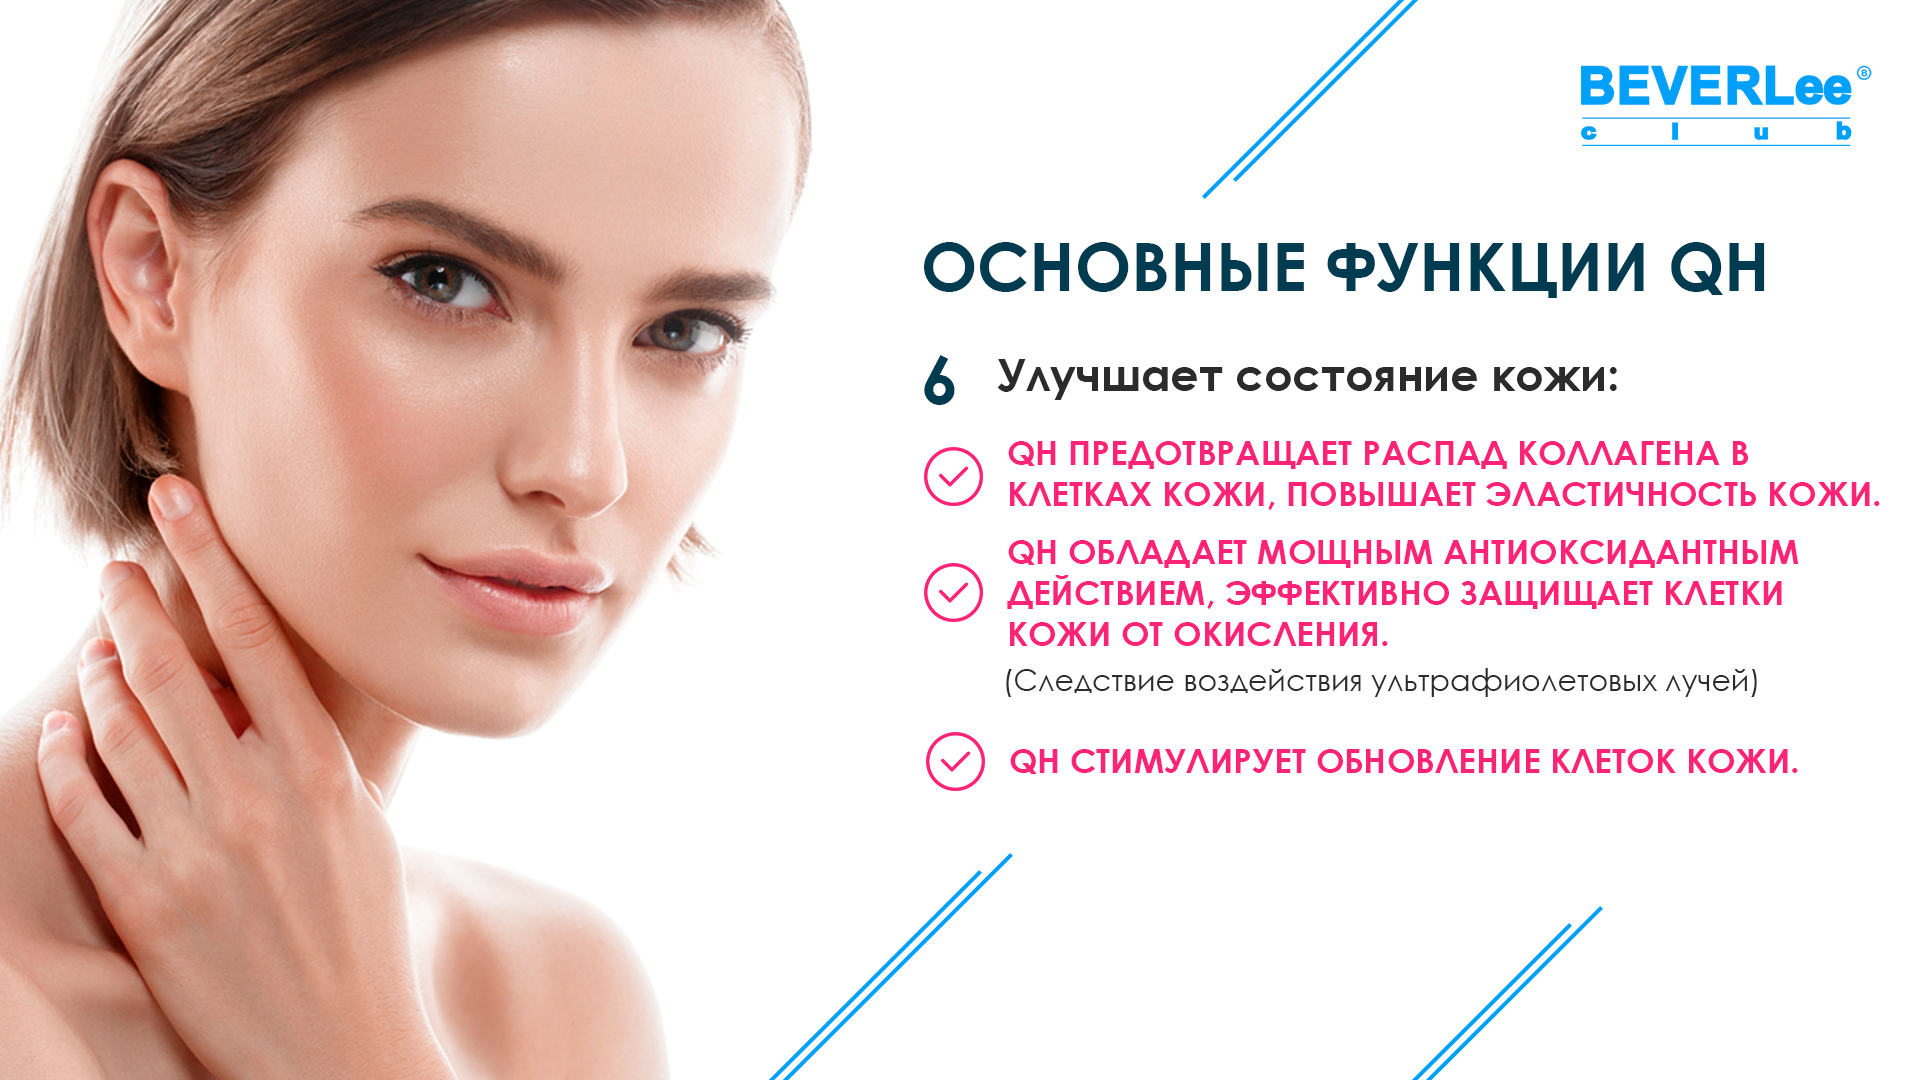 BEVERLee®
club
ОСНОВНЫЕ ФУНКЦИИ QH
6 Улучшает состояние кожи:
QH ПРЕДОТВРАЩАЕТ РАСПАД КОЛЛАГЕНА В
КЛЕТКАХ КОЖИ, ПОВЫШАЕТ ЭЛАСТИЧНОСТЬ КОЖИ.
QH ОБЛАДАЕТ МОЩНЫМ АНТИОКСИДАНТНЫМ
ДЕЙСТВИЕМ, ЭФФЕКТИВНО ЗАЩИЩАЕТ КЛЕТКИ
КОЖИ ОТ ОКИСЛЕНИЯ.
(Следствие воздействия ультрафиолетовых лучей)
QH СТИМУЛИРУЕТ ОБНОВЛЕНИЕ КЛЕТОК КОЖИ.